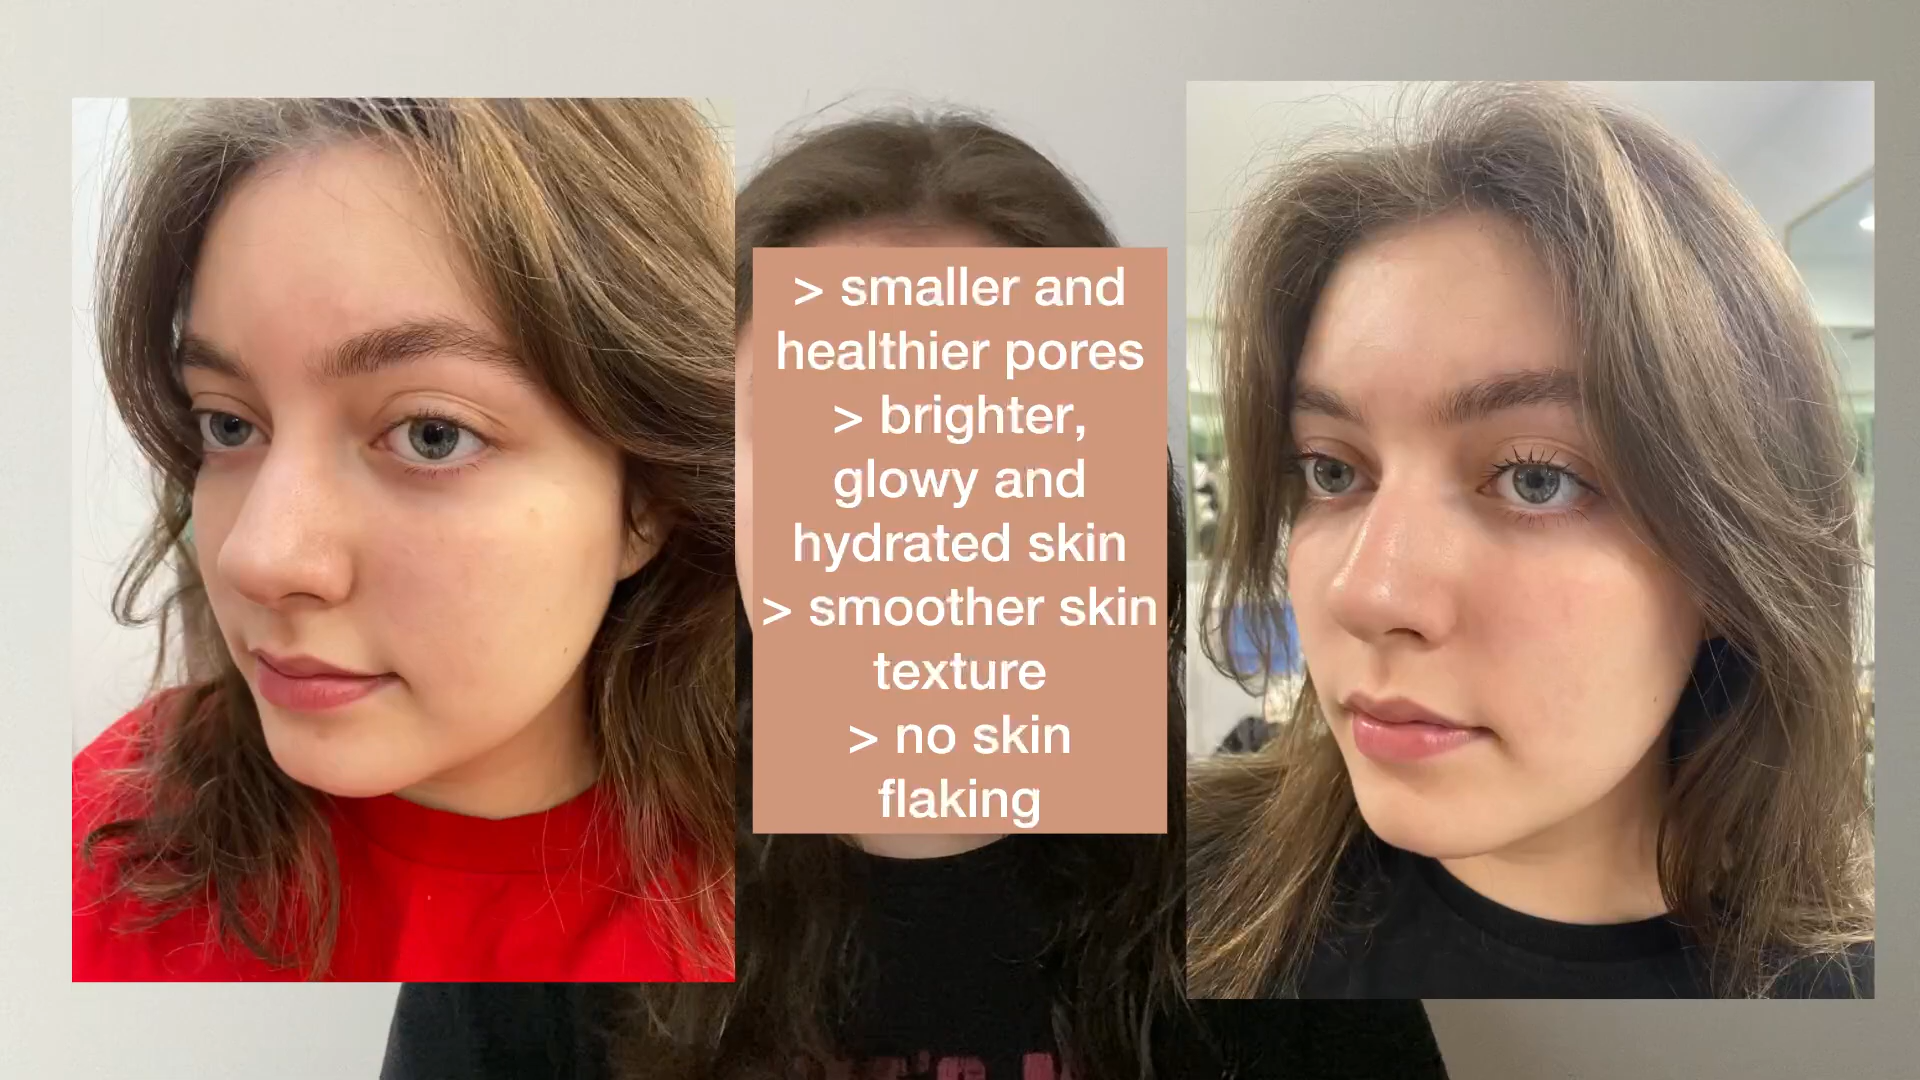 > smaller and
healthier pores
> brighter,
glowy and
hydrated skin
> smoother skin
texture
> no skin
flaking